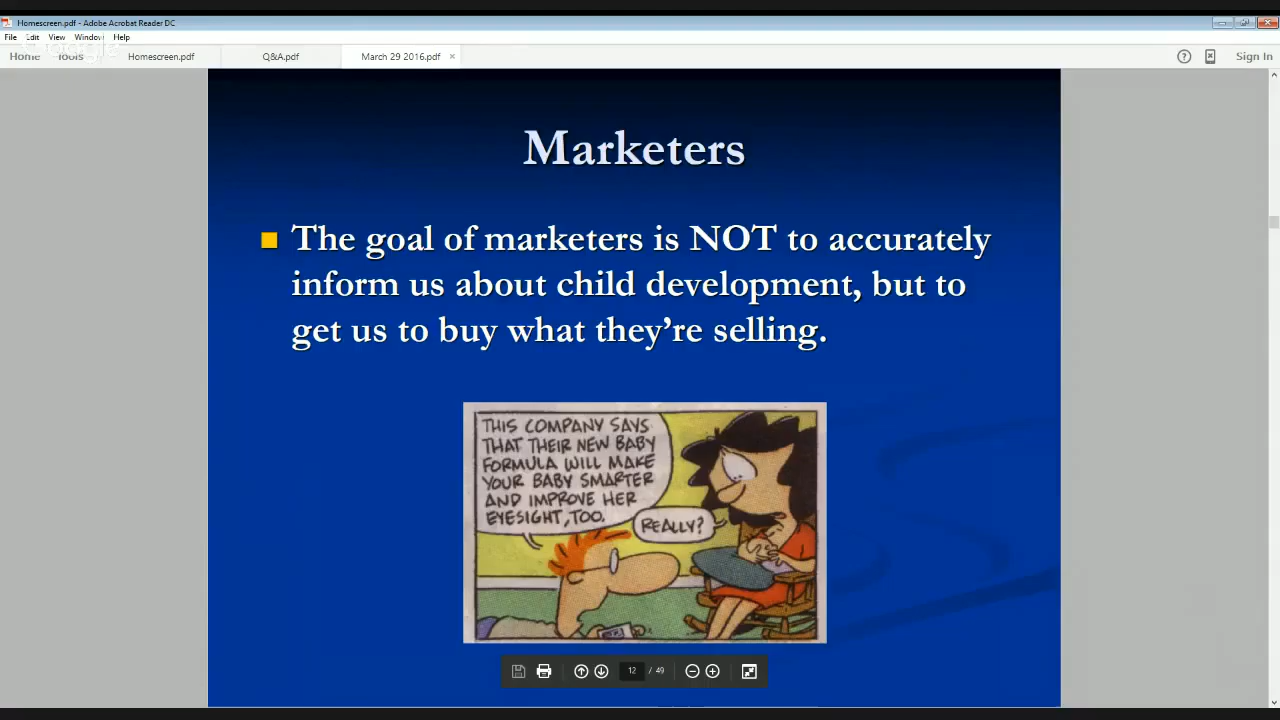 Homescreen.pdf - Adobe Acrobat Reader DC
File Edit View Window Help
Google
Home Tools Homescreen.pdf Q&A.pdf March 29 2016.pdf × ? Sign In
Marketers
The goal of marketers is NOT to accurately
inform us about child development, but to
get us to buy what they're selling.
THIS COMPANY SAYS
THAT THEIR NEW BABY
FORMULA WILL MAKE
YOUR BABY SMARTER
AND IMPROVE HER
EYESIGHT, TOO.
REALLY?
12 / 49